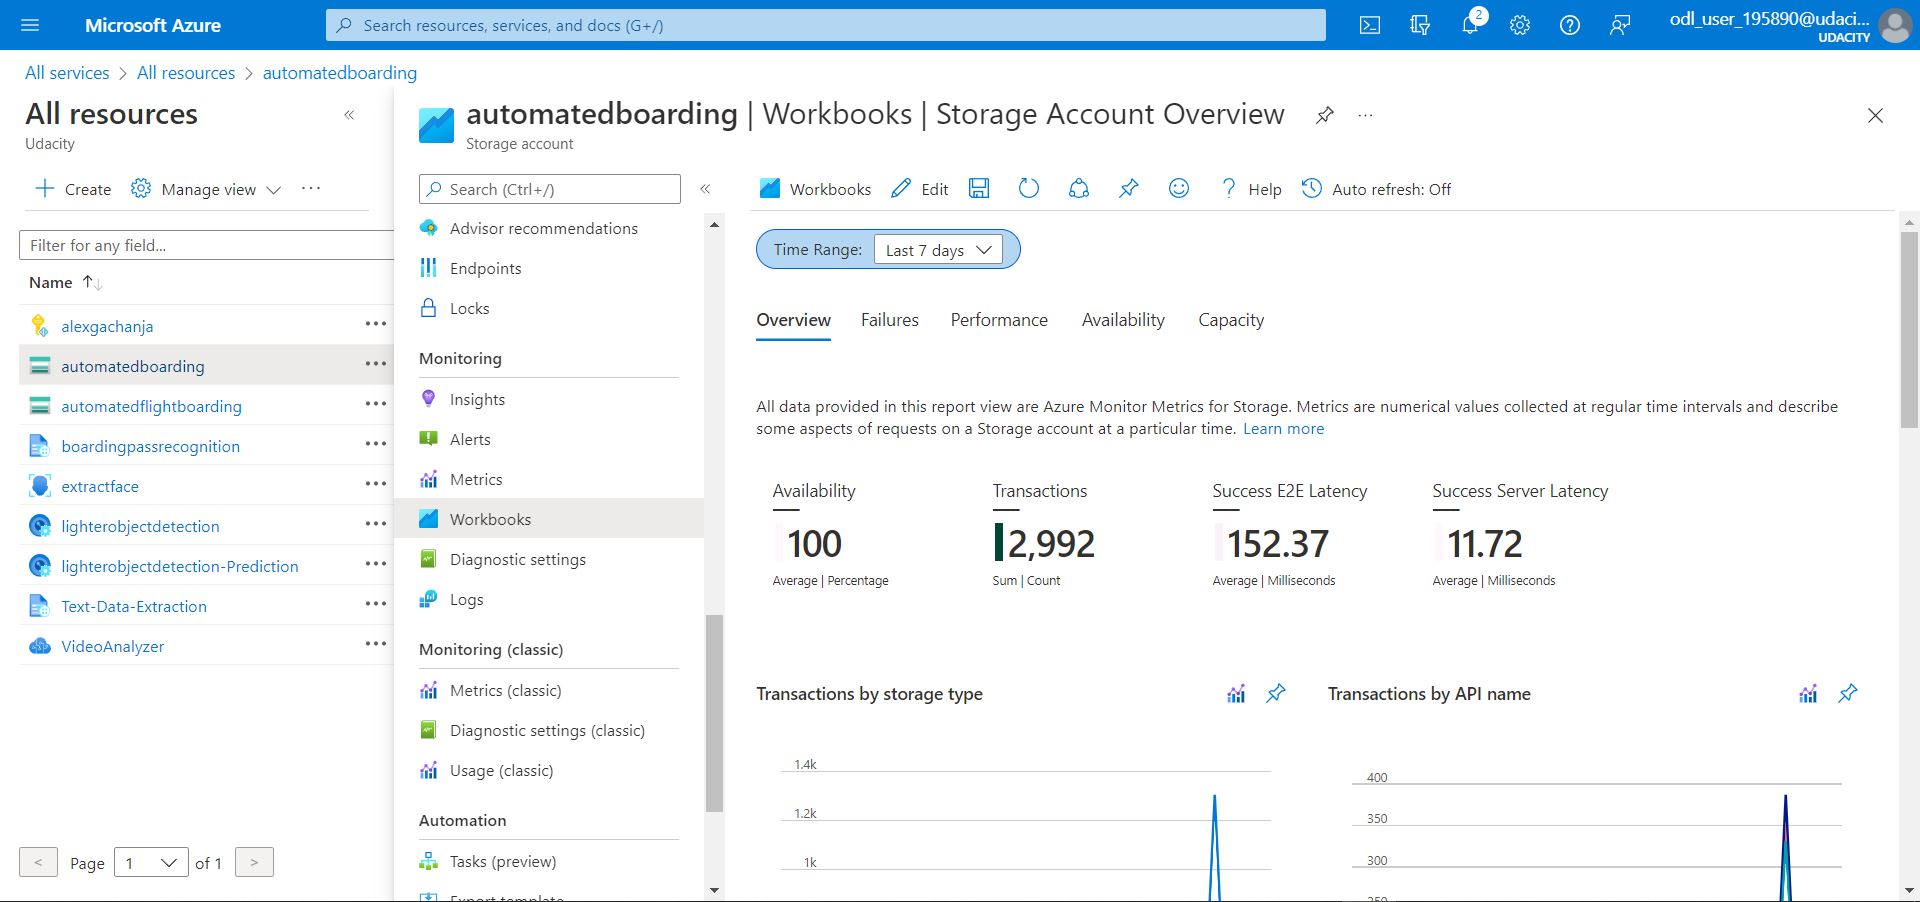 Microsoft Azure
Search resources, services, and docs (G+/)
2
odl_user_195890@udaci...
UDACITY
All services > All resources > automatedboarding
All resources
Udacity
Create
Manage view
Filter for any field...
Name
alexgachanja
automatedboarding
automatedflightboarding
boardingpassrecognition
extractface
lighterobjectdetection
lighterobjectdetection-Prediction
Text-Data-Extraction
VideoAnalyzer
< Page 1 of 1 >
automatedboarding | Workbooks | Storage Account Overview
Storage account
Search (Ctrl+/)
Advisor recommendations
Endpoints
Locks
Monitoring
Insights
Alerts
Metrics
Workbooks
Diagnostic settings
Logs
Monitoring (classic)
Metrics (classic)
Diagnostic settings (classic)
Usage (classic)
Automation
Tasks (preview)
Export template
Workbooks
Edit
Help
Auto refresh: Off
Time Range: Last 7 days
Overview Failures Performance Availability Capacity
All data provided in this report view are Azure Monitor Metrics for Storage. Metrics are numerical values collected at regular time intervals and describe
some aspects of requests on a Storage account at a particular time. Learn more
Availability
100
Average | Percentage
Transactions
2,992
Sum | Count
Success E2E Latency
152.37
Average | Milliseconds
Success Server Latency
11.72
Average | Milliseconds
Transactions by storage type
1.4k
1.2k
1k
Transactions by API name
400
350
300
250